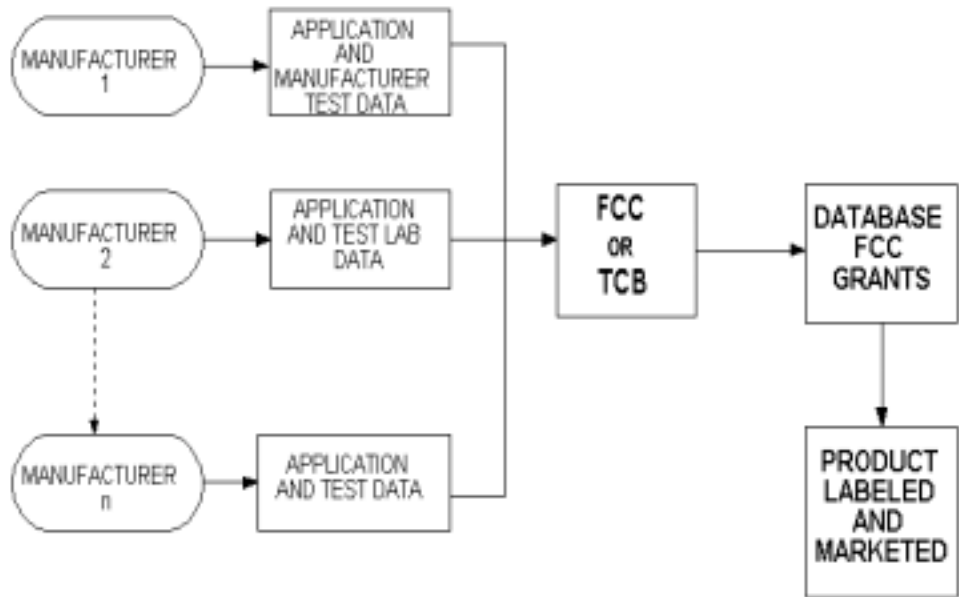 MANUFACTURER
1
APPLICATION
AND
MANUFACTURER
TEST DATA
MANUFACTURER
2
APPLICATION
AND TEST LAB
DATA
FCC
OR
TCB
DATABASE
FCC
GRANTS
MANUFACTURER
n
APPLICATION
AND TEST DATA
PRODUCT
LABELED
AND
MARKETED